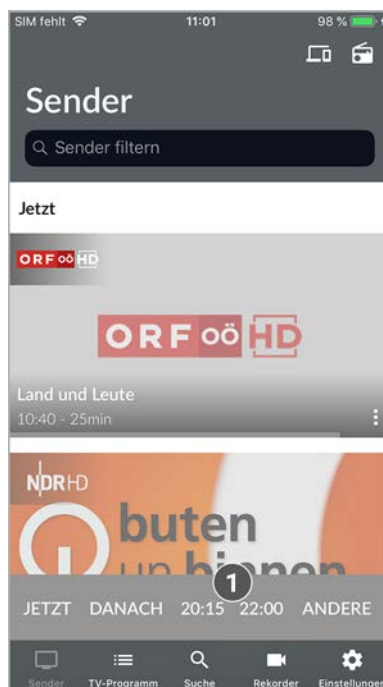 SIM fehlt 11:01 98 %
Sender
Sender filtern
Jetzt
ORF oö HD
ORF oö HD
Land und Leute
10:40 - 25min
NDR HD
buten
un binnen
1
JETZT DANACH 20:15 22:00 ANDERE
Sender TV-Programm Suche Rekorder Einstellungen